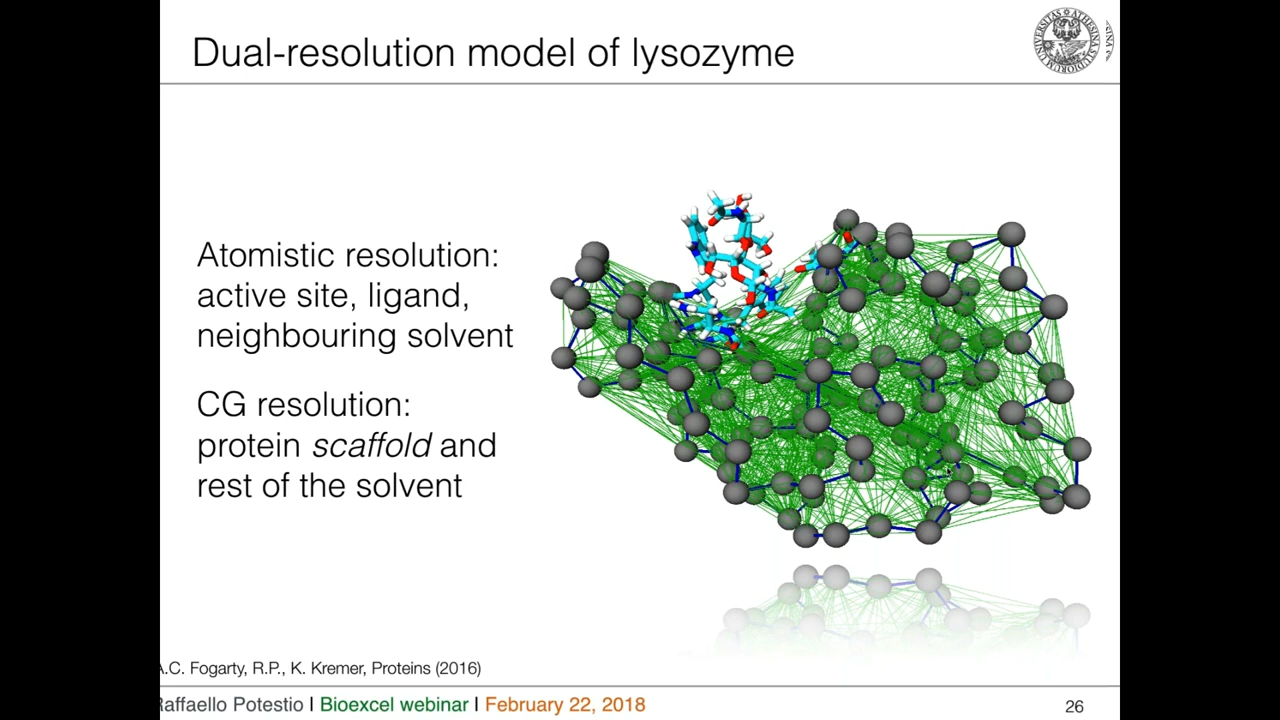 Dual-resolution model of lysozyme
Atomistic resolution:
active site, ligand,
neighbouring solvent
CG resolution:
protein scaffold and
rest of the solvent
A.C. Fogarty, R.P., K. Kremer, Proteins (2016)
Raffaello Potestio I Bioexcel webinar I February 22, 2018
26